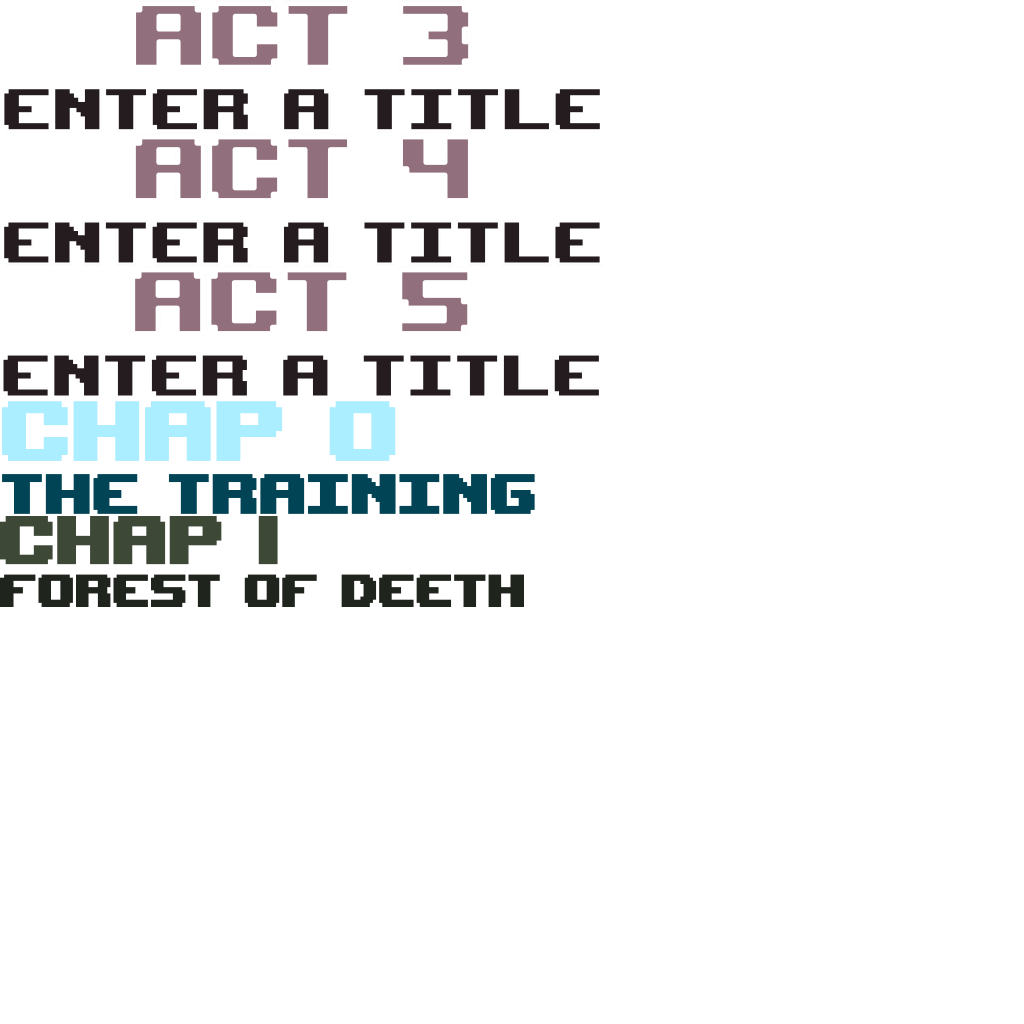 ACT 3
ENTER A TITLE
ACT 4
ENTER A TITLE
ACT 5
ENTER A TITLE
CHAP 0
THE TRAINING
CHAP 1
FOREST OF DEETH